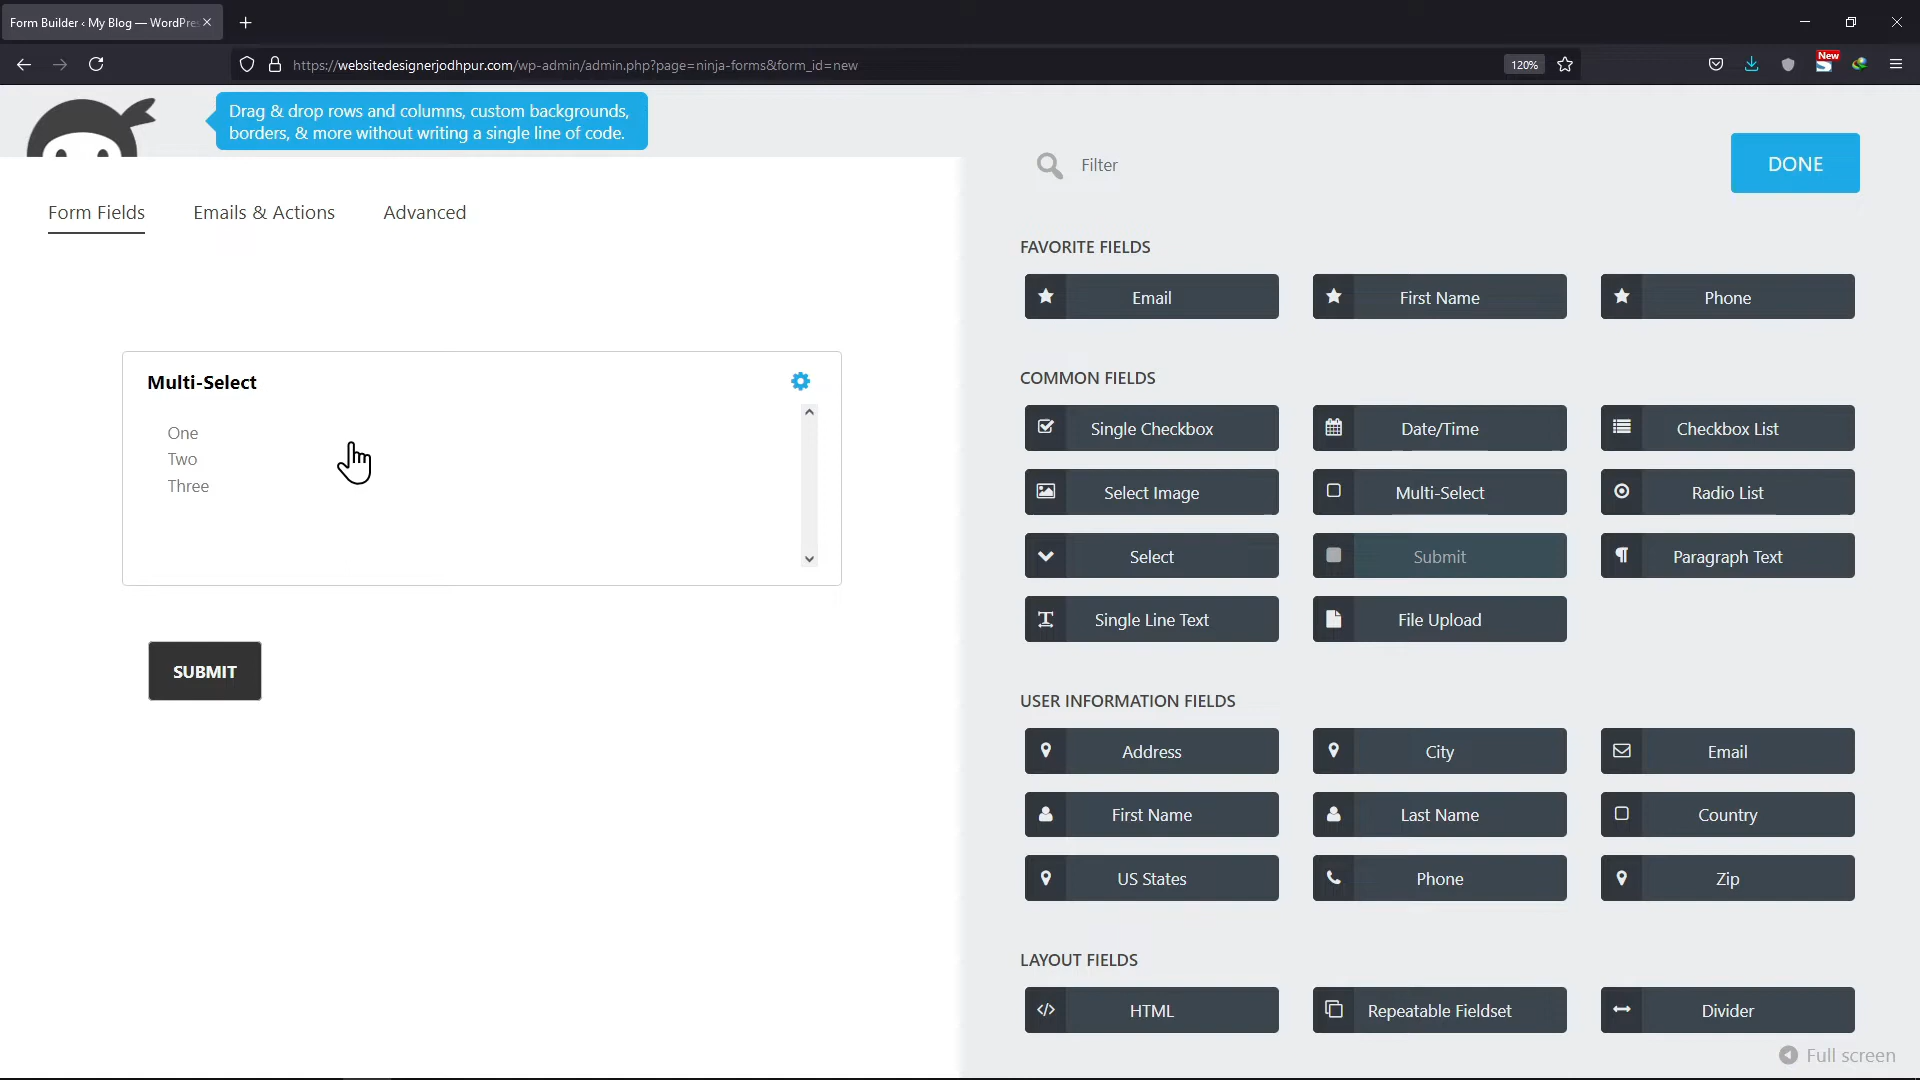 Form Builder ‹ My Blog — WordPre
https://websitedesignerjodhpur.com/wp-admin/admin.php?page=ninja-forms&form_id=new
120%
New
Drag & drop rows and columns, custom backgrounds,
borders, & more without writing a single line of code.
Filter
DONE
Form Fields
Emails & Actions
Advanced
Multi-Select
One
Two
Three
SUBMIT
FAVORITE FIELDS
Email
First Name
Phone
COMMON FIELDS
Single Checkbox
Date/Time
Checkbox List
Select Image
Multi-Select
Radio List
Select
Submit
Paragraph Text
Single Line Text
File Upload
USER INFORMATION FIELDS
Address
City
Email
First Name
Last Name
Country
US States
Phone
Zip
LAYOUT FIELDS
HTML
Repeatable Fieldset
Divider
Full screen